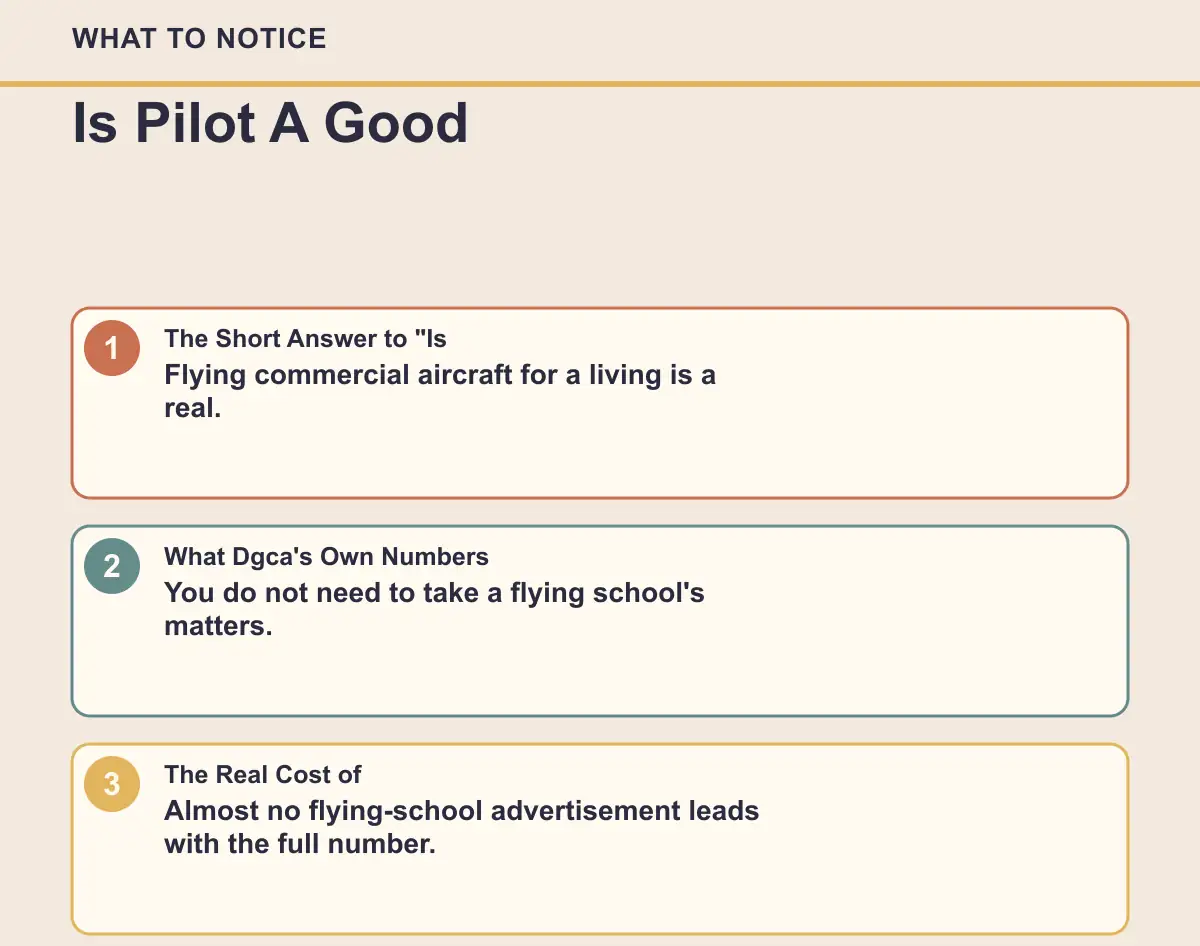 WHAT TO NOTICE
Is Pilot A Good
1
The Short Answer to "Is
Flying commercial aircraft for a living is a
real.
2
What Dgca's Own Numbers
You do not need to take a flying school's
matters.
3
The Real Cost of
Almost no flying-school advertisement leads
with the full number.